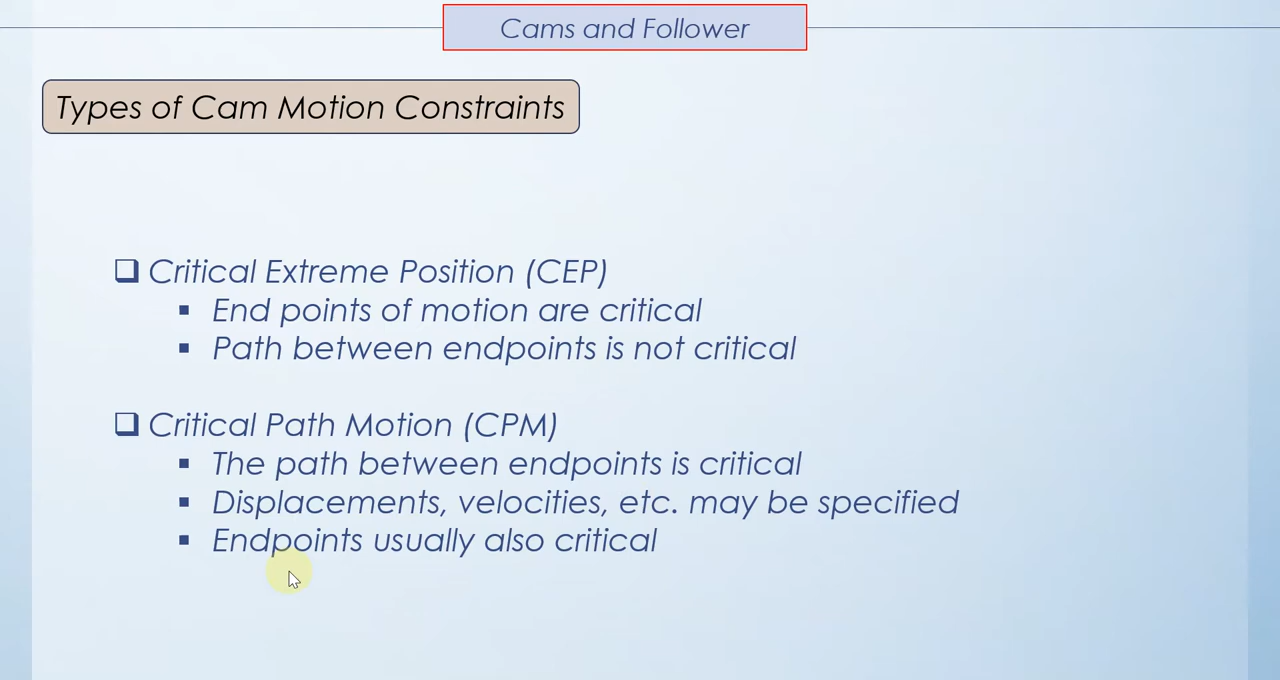 Cams and Follower
Types of Cam Motion Constraints
❑ Critical Extreme Position (CEP)
▪ End points of motion are critical
▪ Path between endpoints is not critical
❑ Critical Path Motion (CPM)
▪ The path between endpoints is critical
▪ Displacements, velocities, etc. may be specified
▪ Endpoints usually also critical